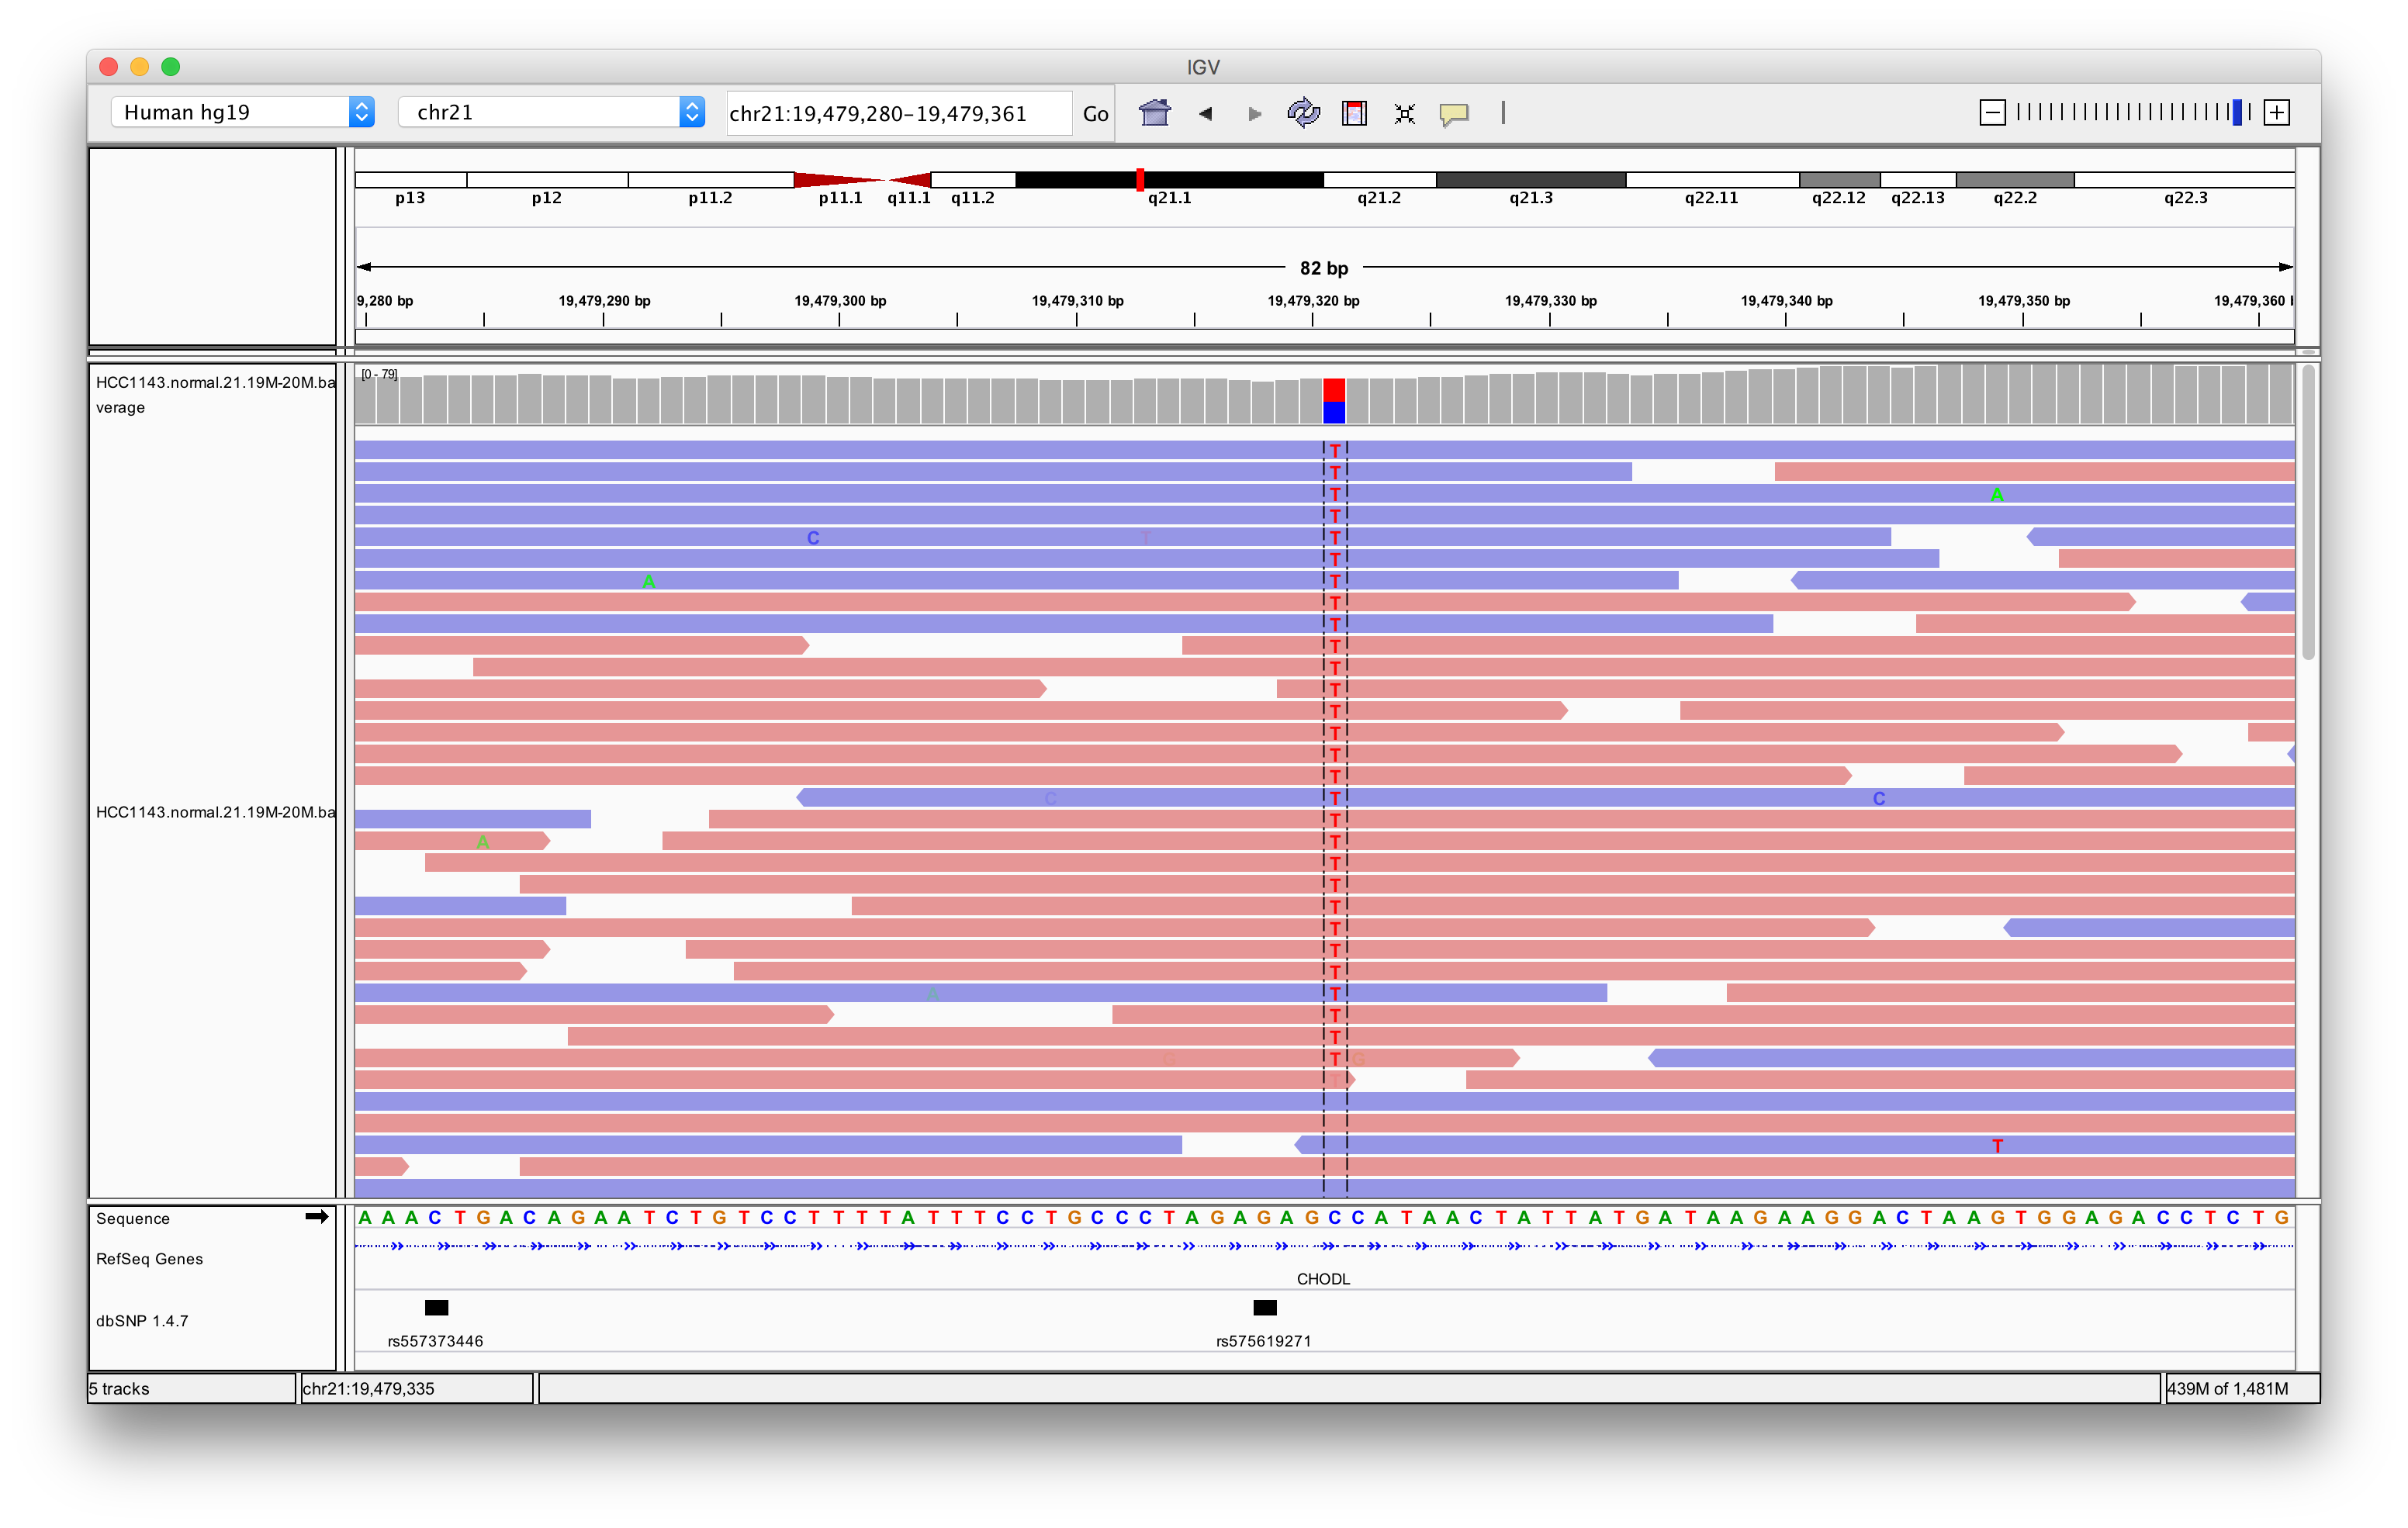 IGV
Human hg19 chr21 chr21:19,479,280-19,479,361 Go
p13 p12 p11.2 p11.1 q11.1 q11.2 q21.1 q21.2 q21.3 q22.11 q22.12 q22.13 q22.2 q22.3
82 bp
9,280 bp 19,479,290 bp 19,479,300 bp 19,479,310 bp 19,479,320 bp 19,479,330 bp 19,479,340 bp 19,479,350 bp 19,479,360
HCC1143.normal.21.19M-20M.ba
verage
[0 - 79]
T
T
T A
T
C T T
T
A T
T
T
T
T
T
T
T
T
T
C T C
HCC1143.normal.21.19M-20M.ba
T
A T
T
T
T
T
T
T
A T
T
T
G T G
T
T
Sequence A A A C T G A C A G A A T C T G T C C T T T T A T T T C C T G C C C T A G A G A G C C A T A A C T A T T A T G A T A A G A A G G A C T A A G T G G A G A C C T C T G
RefSeq Genes
CHODL
dbSNP 1.4.7
rs557373446 rs575619271
5 tracks chr21:19,479,335 439M of 1,481M